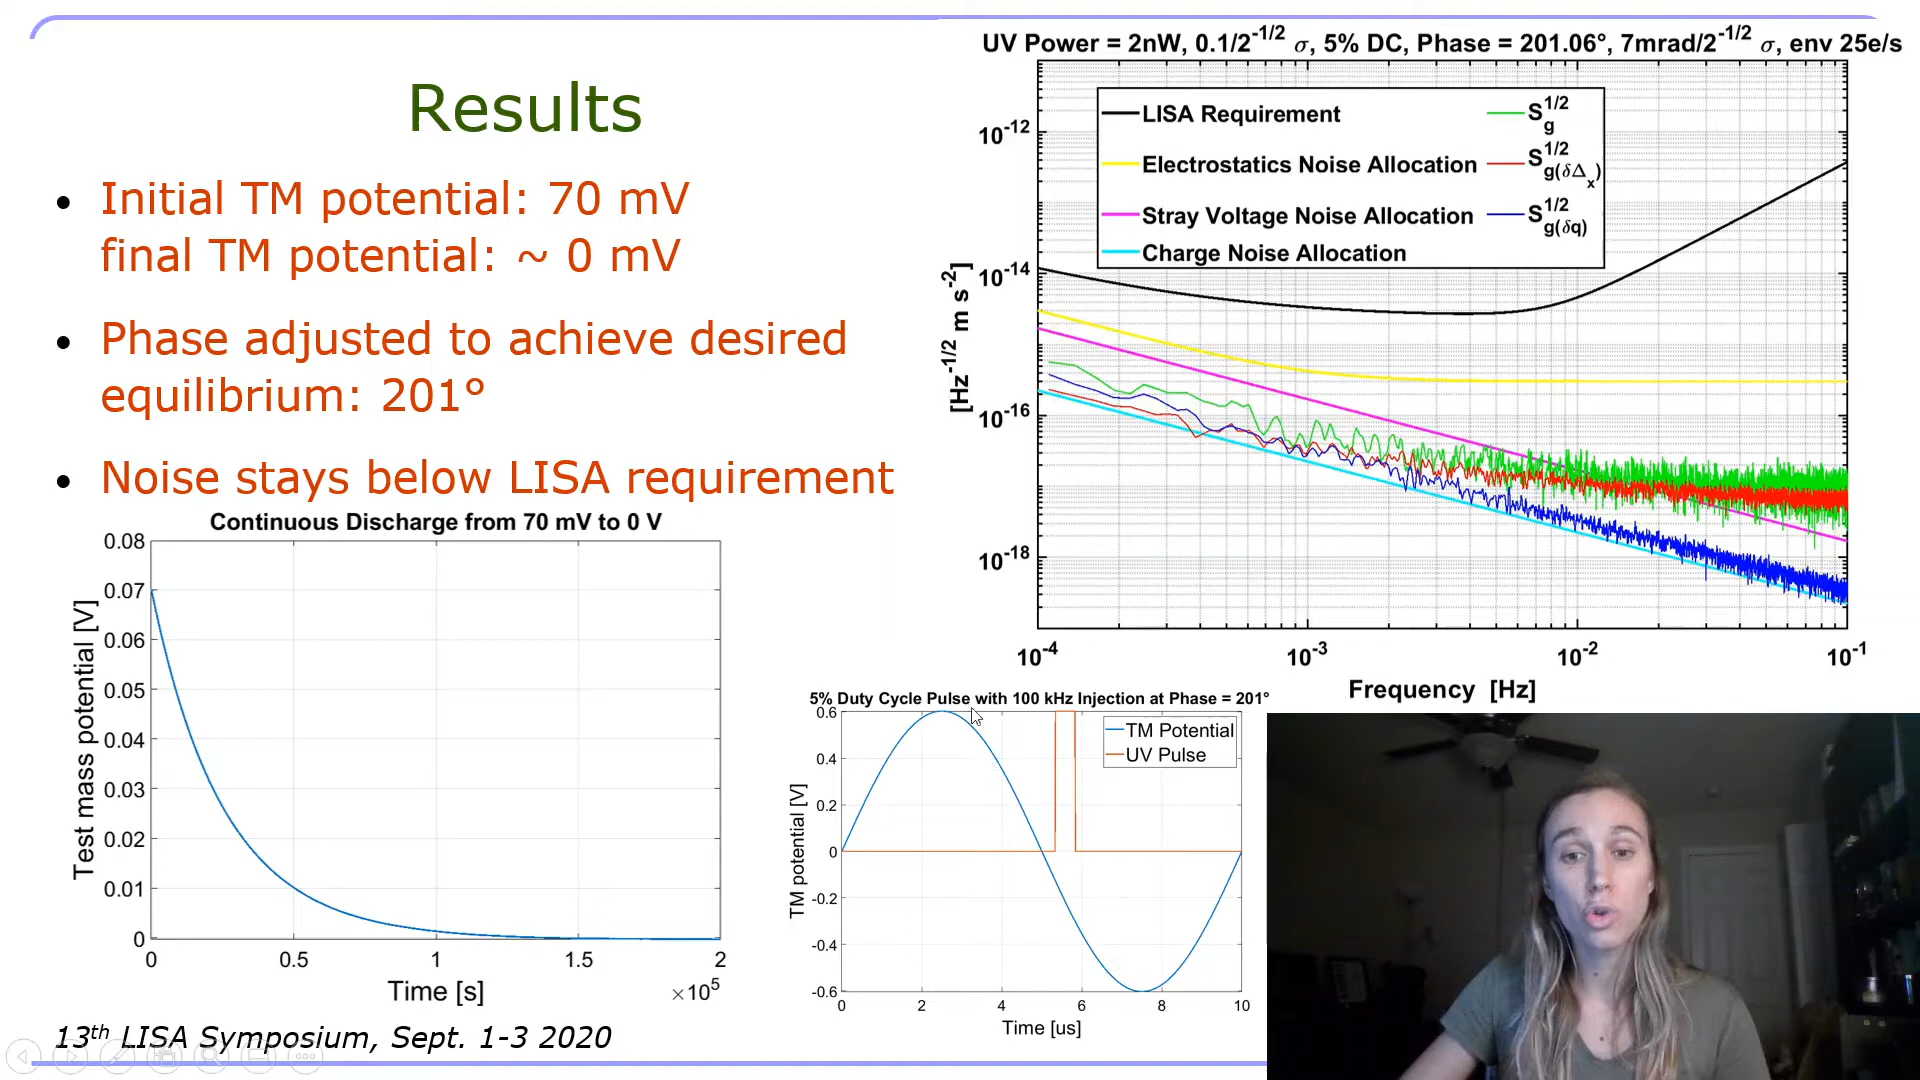 Results
• Initial TM potential: 70 mV
final TM potential: ~ 0 mV
• Phase adjusted to achieve desired
equilibrium: 201°
• Noise stays below LISA requirement
Continuous Discharge from 70 mV to 0 V
0.08
0.07
0.06
0.05
0.04
0.03
0.02
0.01
0
Test mass potential [V]
0 0.5 1 1.5 2
Time [s] ×10^5
13th LISA Symposium, Sept. 1-3 2020
UV Power = 2nW, 0.1/2^-1/2 σ, 5% DC, Phase = 201.06°, 7mrad/2^-1/2 σ, env 25e/s
LISA Requirement
Electrostatics Noise Allocation
Stray Voltage Noise Allocation
Charge Noise Allocation
S_g^1/2
S_g(δΔ_x)^1/2
S_g(δq)^1/2
10^-12
10^-14
10^-16
10^-18
[Hz^-1/2 m s^-2]
10^-4 10^-3 10^-2 10^-1
Frequency [Hz]
5% Duty Cycle Pulse with 100 kHz Injection at Phase = 201°
TM Potential
UV Pulse
0.6
0.4
0.2
0
-0.2
-0.4
-0.6
TM potential [V]
0 2 4 6 8 10
Time [us]